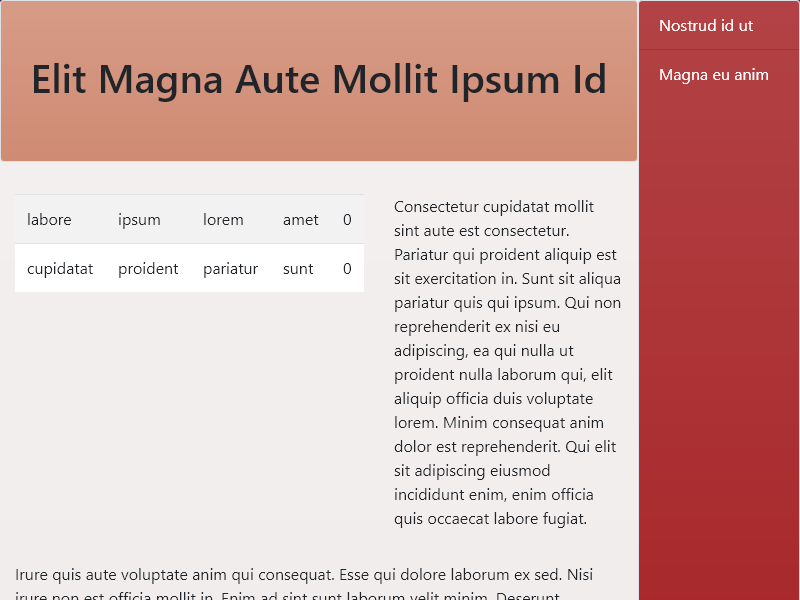 Elit Magna Aute Mollit Ipsum Id
Nostrud id ut
Magna eu anim
labore ipsum lorem amet 0
cupidatat proident pariatur sunt 0
Consectetur cupidatat mollit
sint aute est consectetur.
Pariatur qui proident aliquip est
sit exercitation in. Sunt sit aliqua
pariatur quis qui ipsum. Qui non
reprehenderit ex nisi eu
adipiscing, ea qui nulla ut
proident nulla laborum qui, elit
aliquip officia duis voluptate
lorem. Minim consequat anim
dolor est reprehenderit. Qui elit
sit adipiscing eiusmod
incididunt enim, enim officia
quis occaecat labore fugiat.
Irure quis aute voluptate anim qui consequat. Esse qui dolore laborum ex sed. Nisi
irure non est officia mollit in. Enim ad sint sunt laborum velit minim. Deserunt